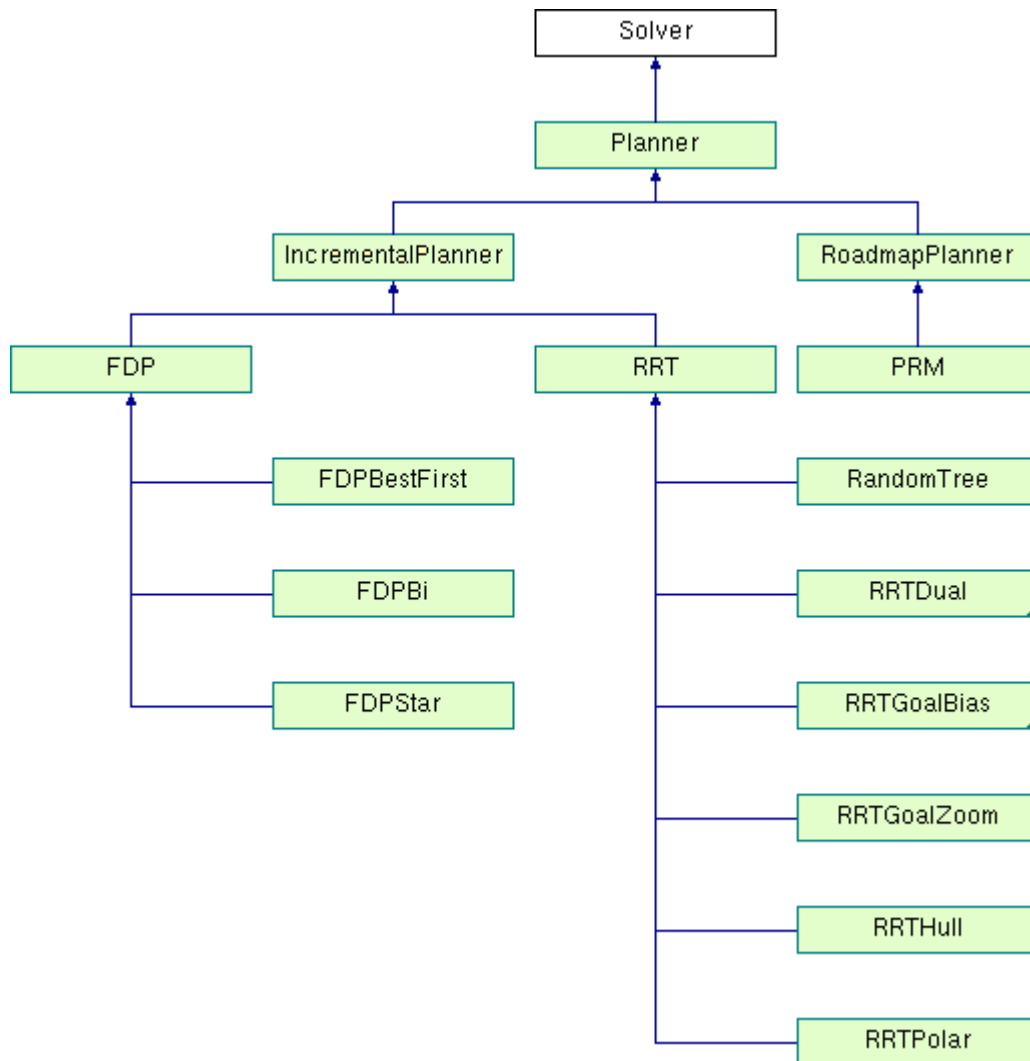 Solver
Planner
IncrementalPlanner
RoadmapPlanner
FDP
RRT
PRM
FDPBestFirst
RandomTree
FDPBi
RRTDual
FDPStar
RRTGoalBias
RRTGoalZoom
RRTHull
RRTPolar